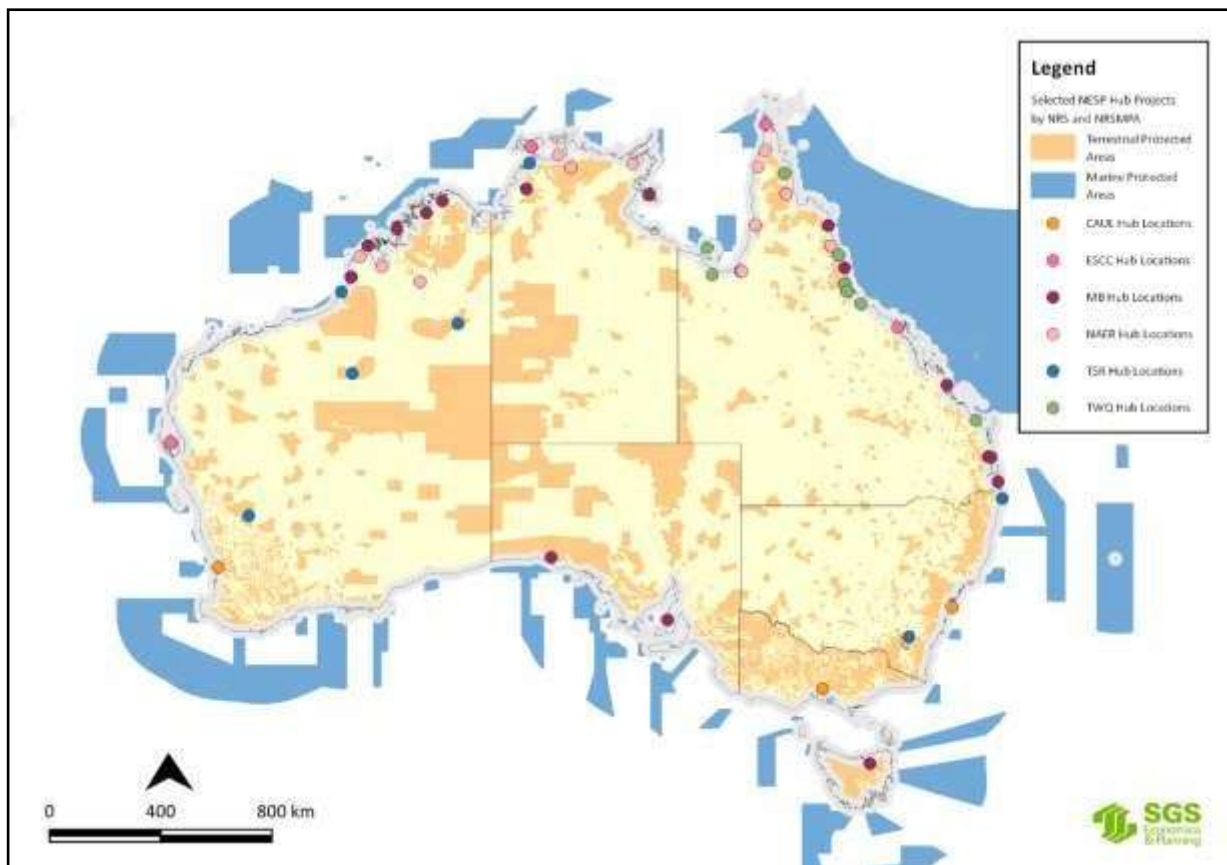 Legend
Selected NESP Hub Projects
by NRS and NRSMPA
Terrestrial Protected
Areas
Marine Protected
Areas
CAUL Hub Locations
ESCC Hub Locations
MB Hub Locations
NAER Hub Locations
TSR Hub Locations
TWQ Hub Locations
0 400 800 km
SGS
Economics
& Planning